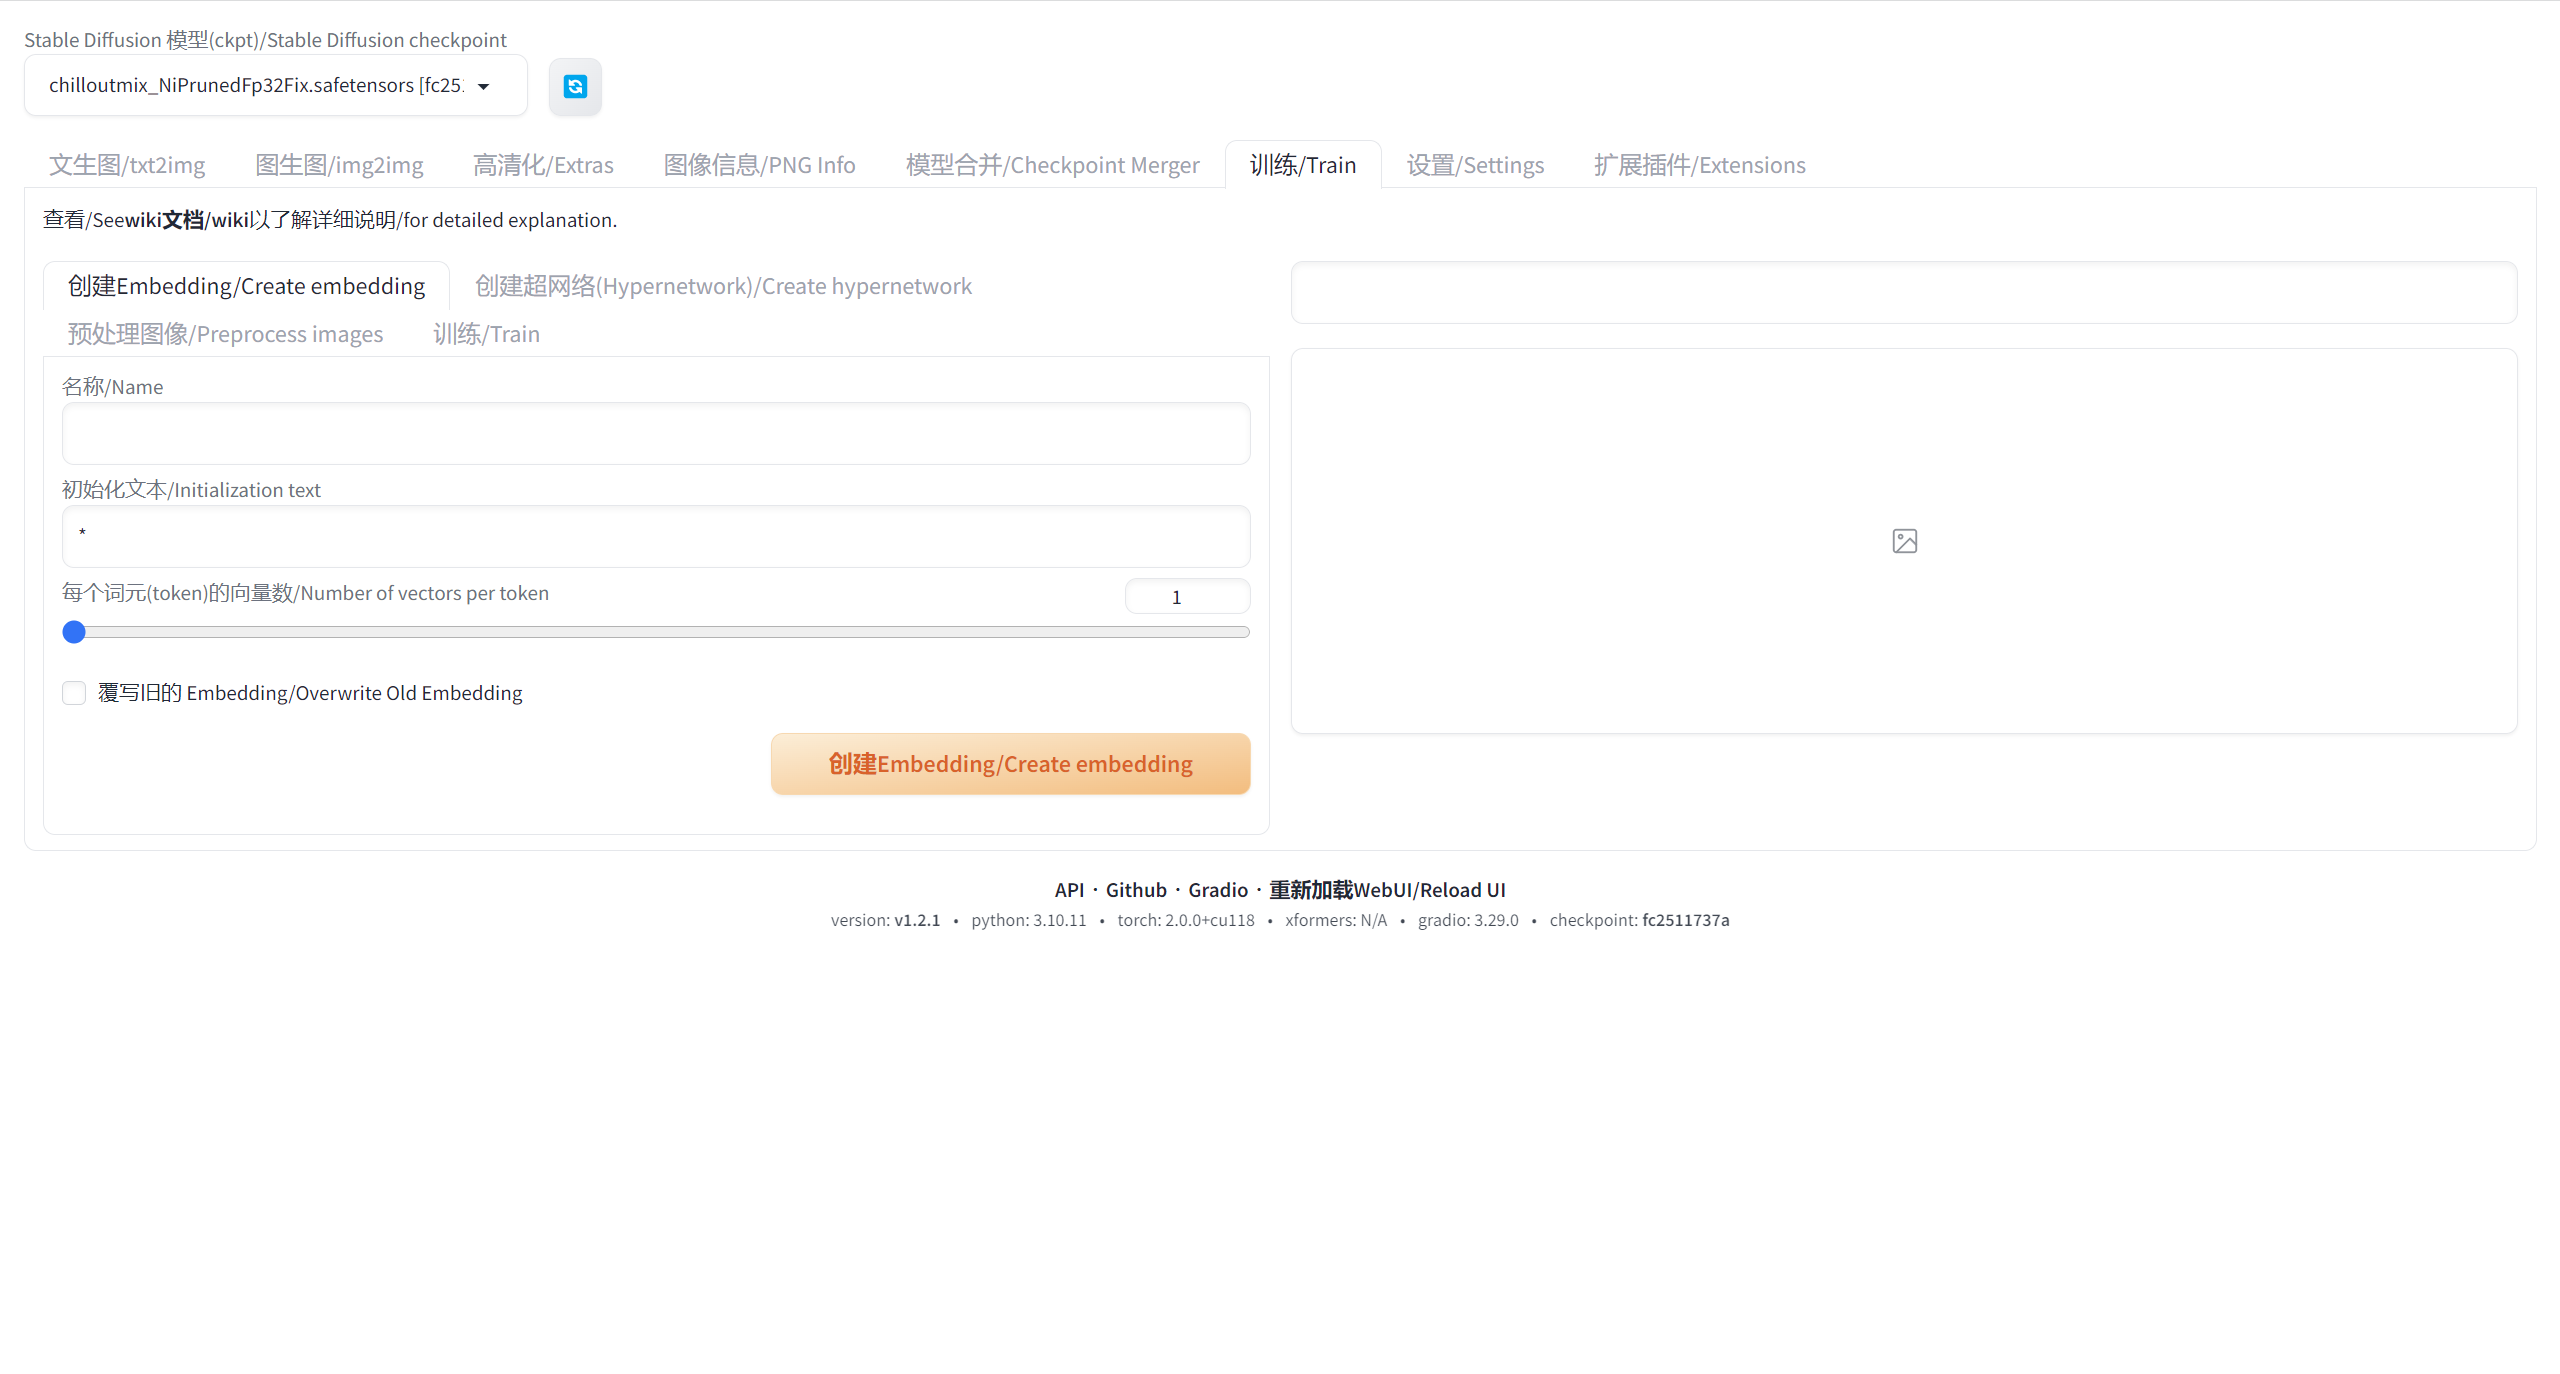 Stable Diffusion 模型(ckpt)/Stable Diffusion checkpoint
chilloutmix_NiPrunedFp32Fix.safetensors [fc251
文生图/txt2img 图生图/img2img 高清化/Extras 图像信息/PNG Info 模型合并/Checkpoint Merger 训练/Train 设置/Settings 扩展插件/Extensions
查看/Seewiki文档/wiki以了解详细说明/for detailed explanation.
创建Embedding/Create embedding 创建超网络(Hypernetwork)/Create hypernetwork
预处理图像/Preprocess images 训练/Train
名称/Name
初始化文本/Initialization text
*
每个词元(token)的向量数/Number of vectors per token 1
覆写旧的 Embedding/Overwrite Old Embedding
创建Embedding/Create embedding
API · Github · Gradio · 重新加载WebUI/Reload UI
version: v1.2.1 • python: 3.10.11 • torch: 2.0.0+cu118 • xformers: N/A • gradio: 3.29.0 • checkpoint: fc2511737a